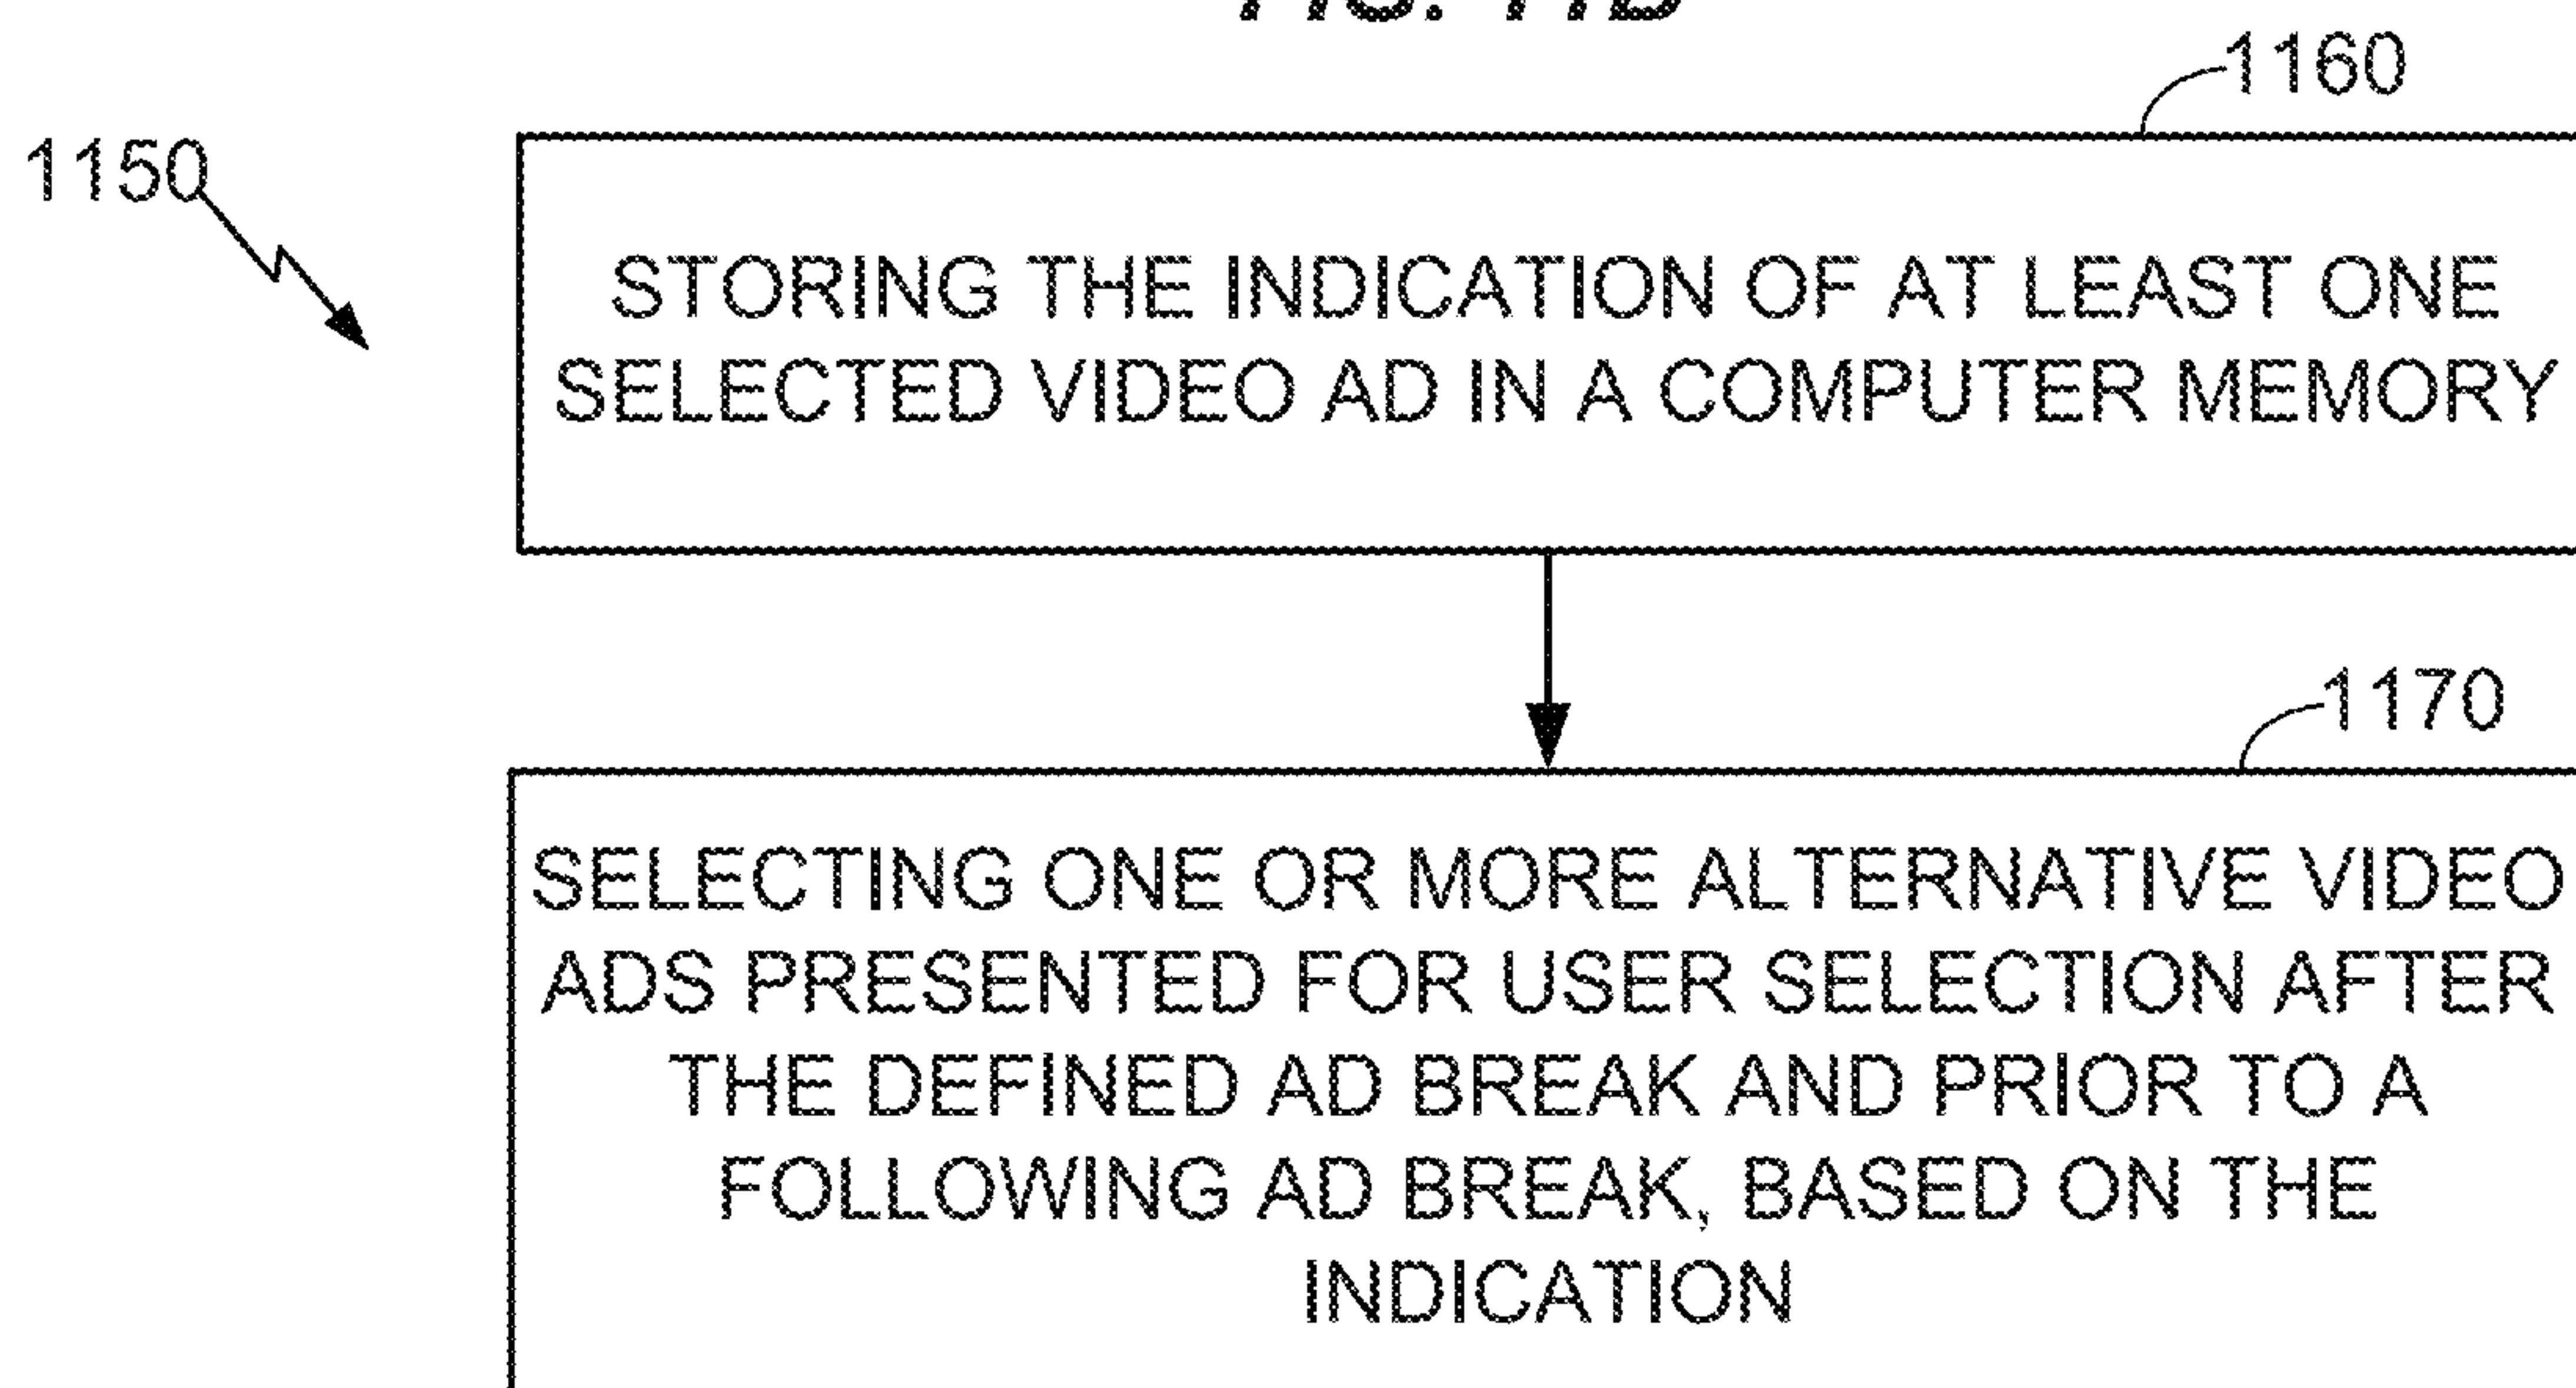 1160
1150
STORING THE INDICATION OF AT LEAST ONE
SELECTED VIDEO AD IN A COMPUTER MEMORY
1170
SELECTING ONE OR MORE ALTERNATIVE VIDEO
ADS PRESENTED FOR USER SELECTION AFTER
THE DEFINED AD BREAK AND PRIOR TO A
FOLLOWING AD BREAK, BASED ON THE
INDICATION